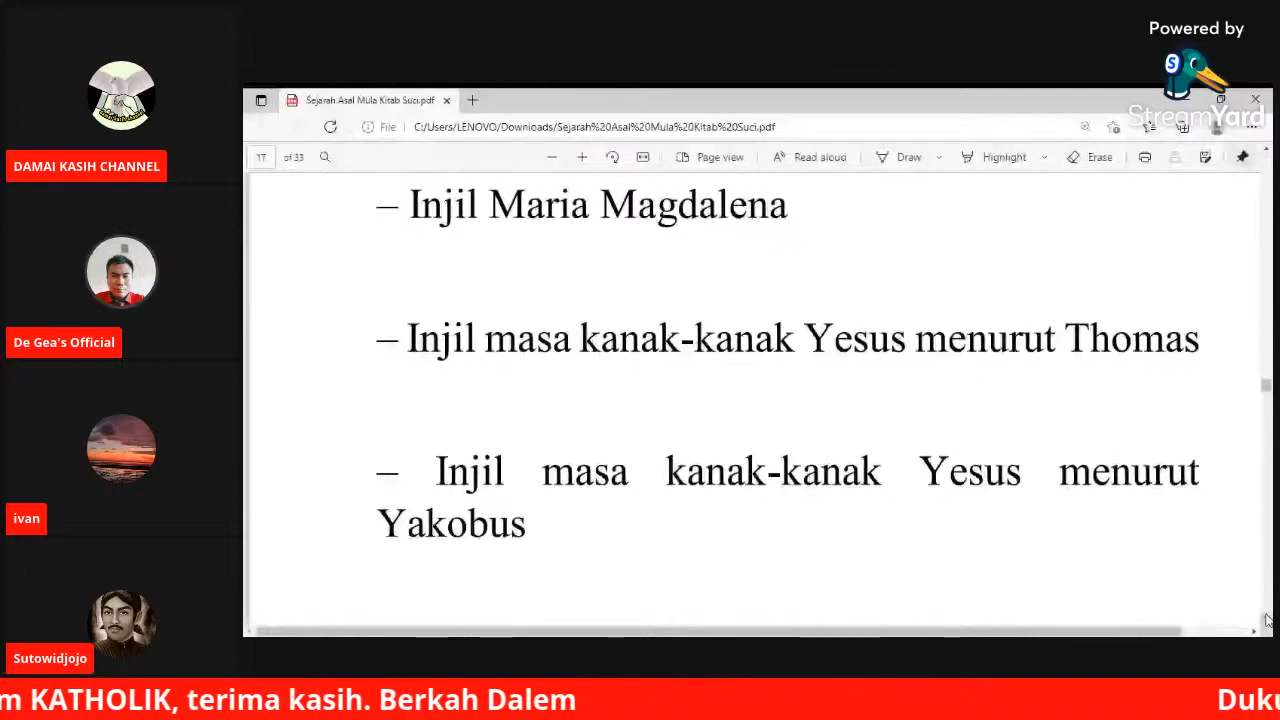 Powered by
StreamYard
DAMAI KASIH CHANNEL
De Gea's Official
ivan
Sutowidjojo
Sejarah Asal Mula Kitab Suci.pdf
File
C:/Users/LENOVO/Downloads/Sejarah%20Asal%20Mula%20Kitab%20Suci.pdf
17 of 33
Page view
Read aloud
Draw
Highlight
Erase
– Injil Maria Magdalena
– Injil masa kanak-kanak Yesus menurut Thomas
– Injil masa kanak-kanak Yesus menurut
Yakobus
m KATHOLIK, terima kasih. Berkah Dalem
Duku